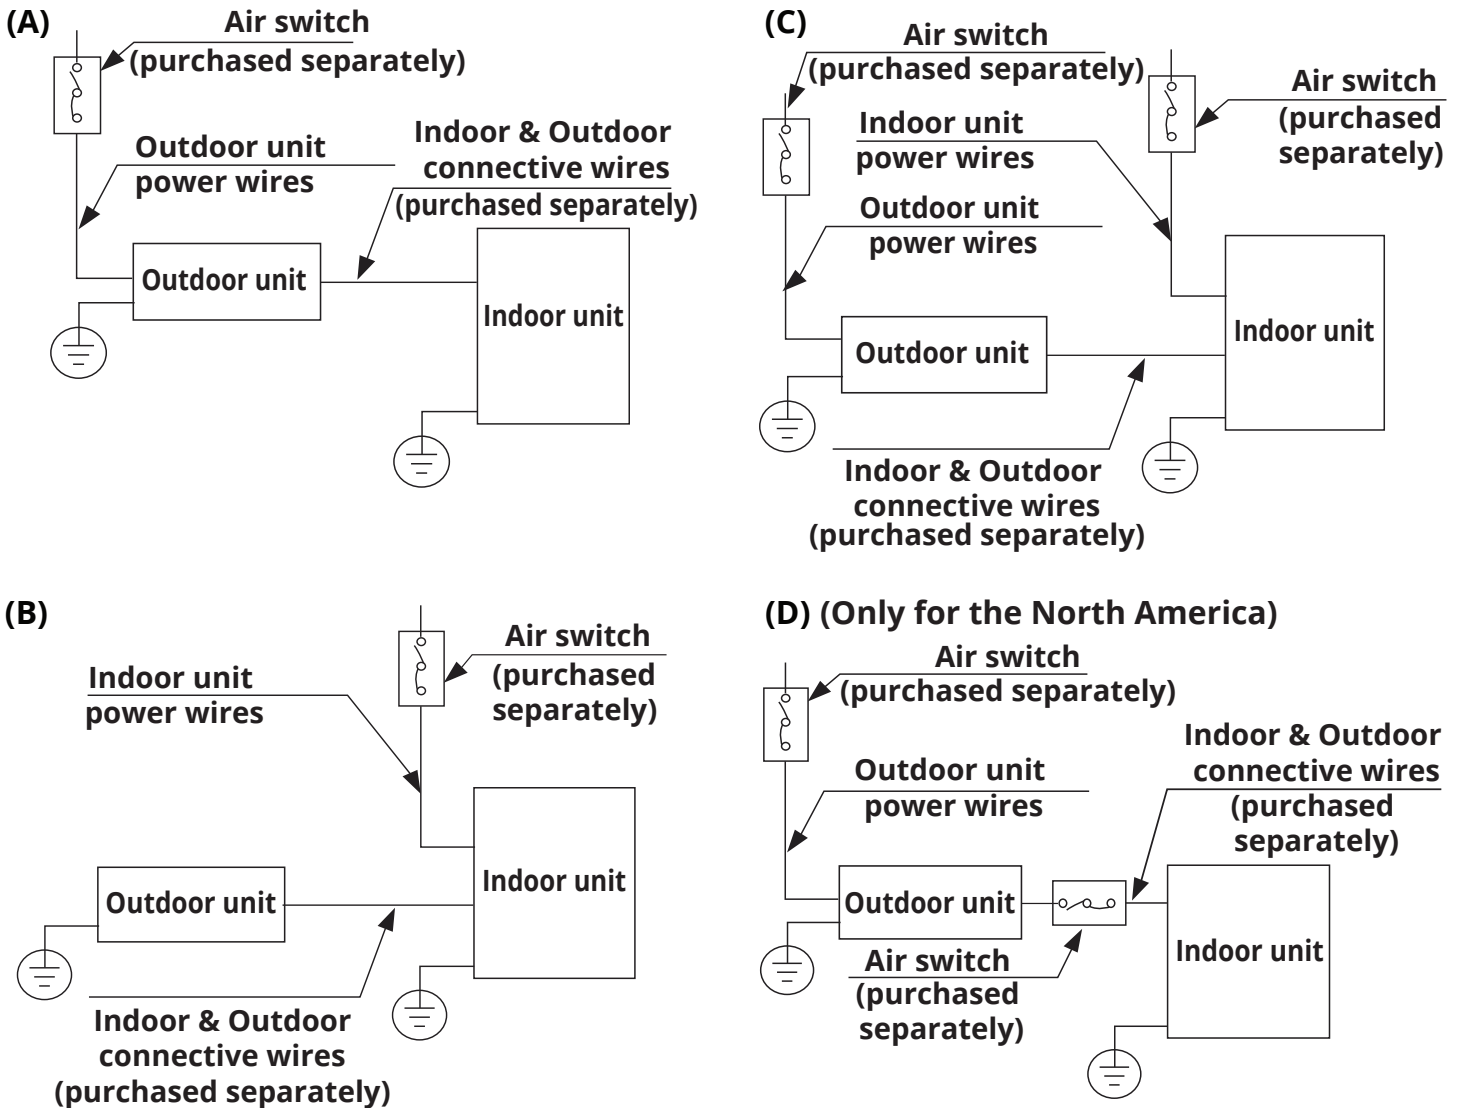 (A)
Air switch
(purchased separately)
Outdoor unit
power wires
Indoor & Outdoor
connective wires
(purchased separately)
Outdoor unit
Indoor unit
(C)
Air switch
(purchased separately)
Air switch
(purchased
separately)
Indoor unit
power wires
Outdoor unit
power wires
Outdoor unit
Indoor unit
Indoor & Outdoor
connective wires
(purchased separately)
(B)
Air switch
(purchased
separately)
Indoor unit
power wires
Outdoor unit
Indoor unit
Indoor & Outdoor
connective wires
(purchased separately)
(D) (Only for the North America)
Air switch
(purchased separately)
Outdoor unit
power wires
Indoor & Outdoor
connective wires
(purchased
separately)
Outdoor unit
Indoor unit
Air switch
(purchased
separately)